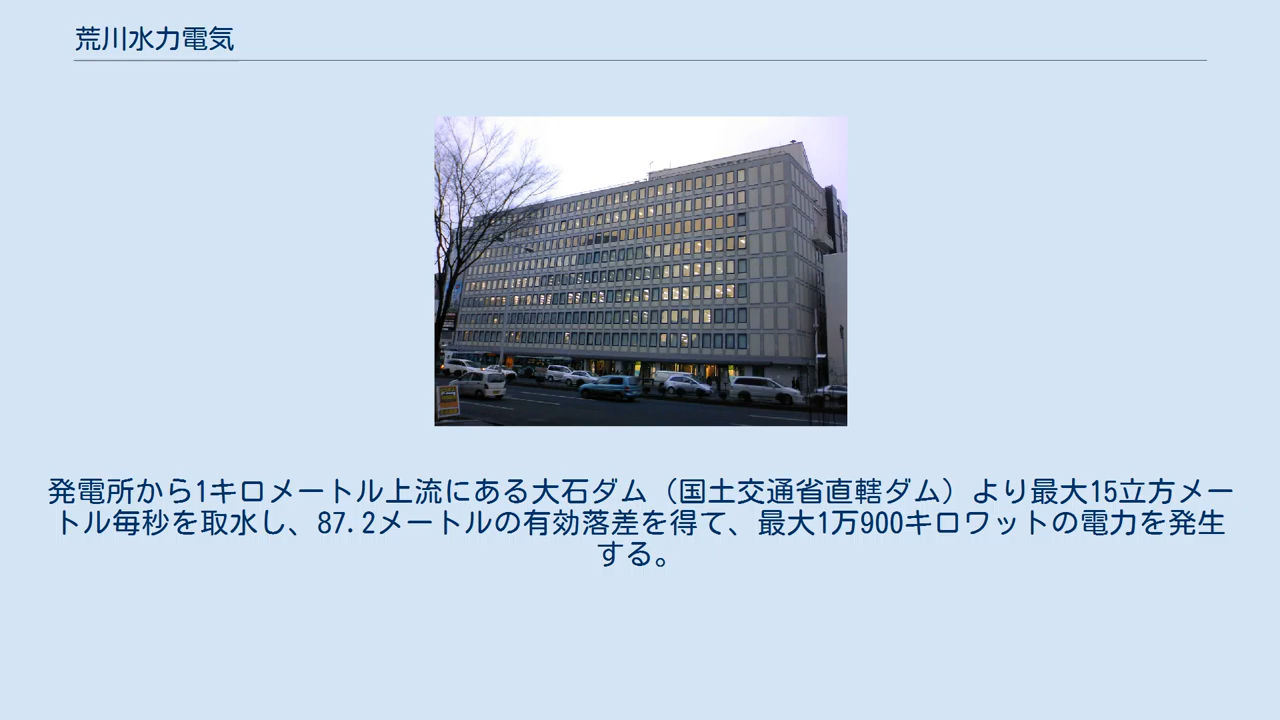 荒川水力電気
発電所から1キロメートル上流にある大石ダム（国土交通省直轄ダム）より最大15立方メー
トル毎秒を取水し、87.2メートルの有効落差を得て、最大1万900キロワットの電力を発生
する。